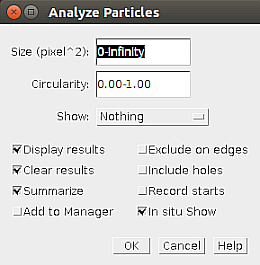 Analyze Particles
Size (pixel^2): 0-Infinity
Circularity: 0.00-1.00
Show: Nothing
Display results Exclude on edges
Clear results Include holes
Summarize Record starts
Add to Manager In situ Show
OK Cancel Help